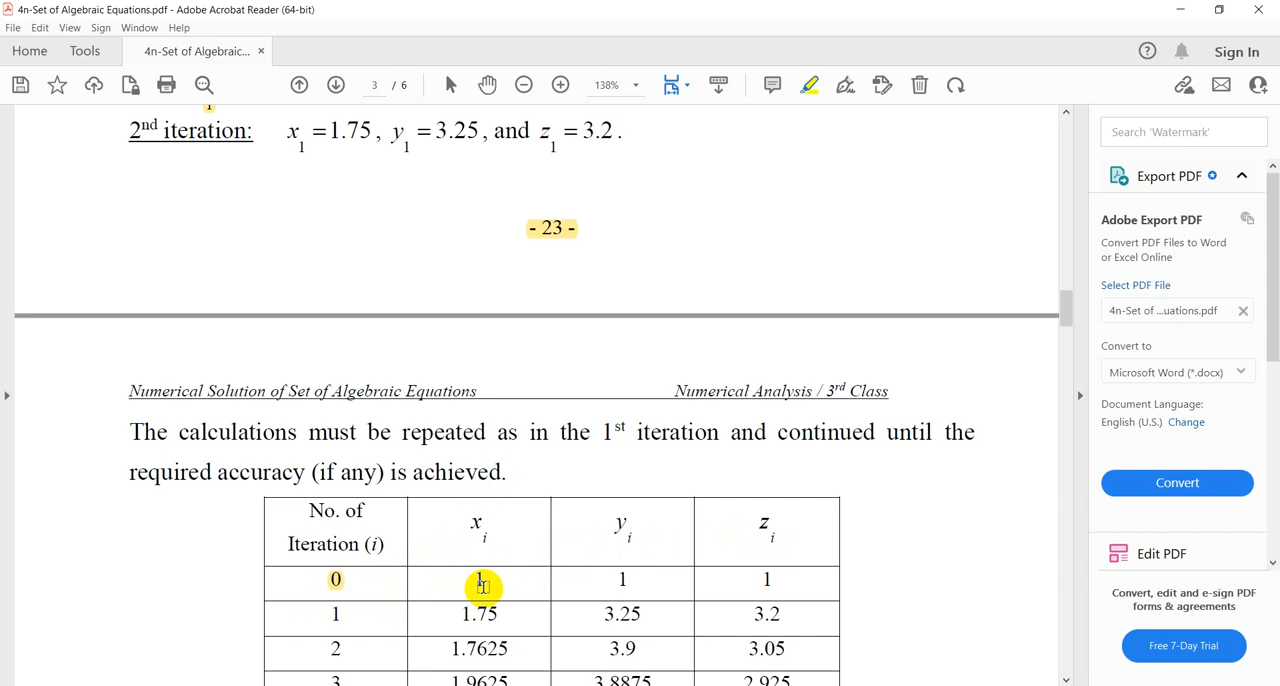 4n-Set of Algebraic Equations.pdf - Adobe Acrobat Reader (64-bit)
File Edit View Sign Window Help
Home Tools 4n-Set of Algebraic... × Sign In
3 / 6 138%
2nd iteration: x1 = 1.75, y1 = 3.25, and z1 = 3.2.
- 23 -
Numerical Solution of Set of Algebraic Equations Numerical Analysis / 3rd Class
The calculations must be repeated as in the 1st iteration and continued until the
required accuracy (if any) is achieved.
No. of
Iteration (i) xi yi zi
0 1 1 1
1 1.75 3.25 3.2
2 1.7625 3.9 3.05
3 1.9625 3.8875 2.925
Search 'Watermark'
Export PDF
Adobe Export PDF
Convert PDF Files to Word
or Excel Online
Select PDF File
4n-Set of ...uations.pdf
Convert to
Microsoft Word (*.docx)
Document Language:
English (U.S.) Change
Convert
Edit PDF
Convert, edit and e-sign PDF
forms & agreements
Free 7-Day Trial